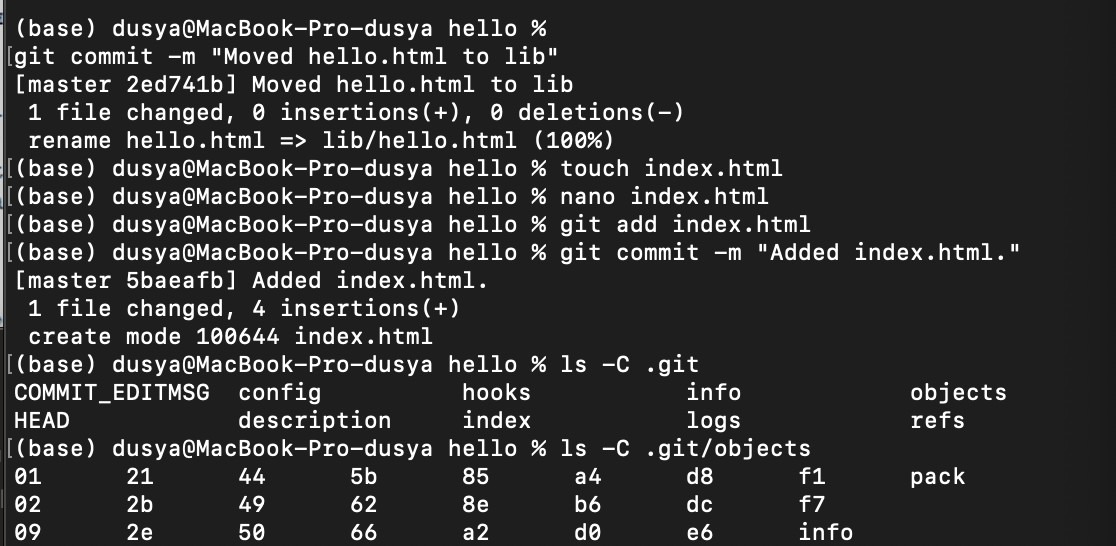 (base) dusya@MacBook-Pro-dusya hello %
[git commit -m "Moved hello.html to lib"
[master 2ed741b] Moved hello.html to lib
 1 file changed, 0 insertions(+), 0 deletions(-)
 rename hello.html => lib/hello.html (100%)
[(base) dusya@MacBook-Pro-dusya hello % touch index.html
[(base) dusya@MacBook-Pro-dusya hello % nano index.html
[(base) dusya@MacBook-Pro-dusya hello % git add index.html
[(base) dusya@MacBook-Pro-dusya hello % git commit -m "Added index.html."
[master 5baeafb] Added index.html.
 1 file changed, 4 insertions(+)
 create mode 100644 index.html
[(base) dusya@MacBook-Pro-dusya hello % ls -C .git
COMMIT_EDITMSG  config          hooks           info            objects
HEAD            description     index           logs            refs
[(base) dusya@MacBook-Pro-dusya hello % ls -C .git/objects
01      21      44      5b      85      a4      d8      f1      pack
02      2b      49      62      8e      b6      dc      f7
09      2e      50      66      a2      d0      e6      info